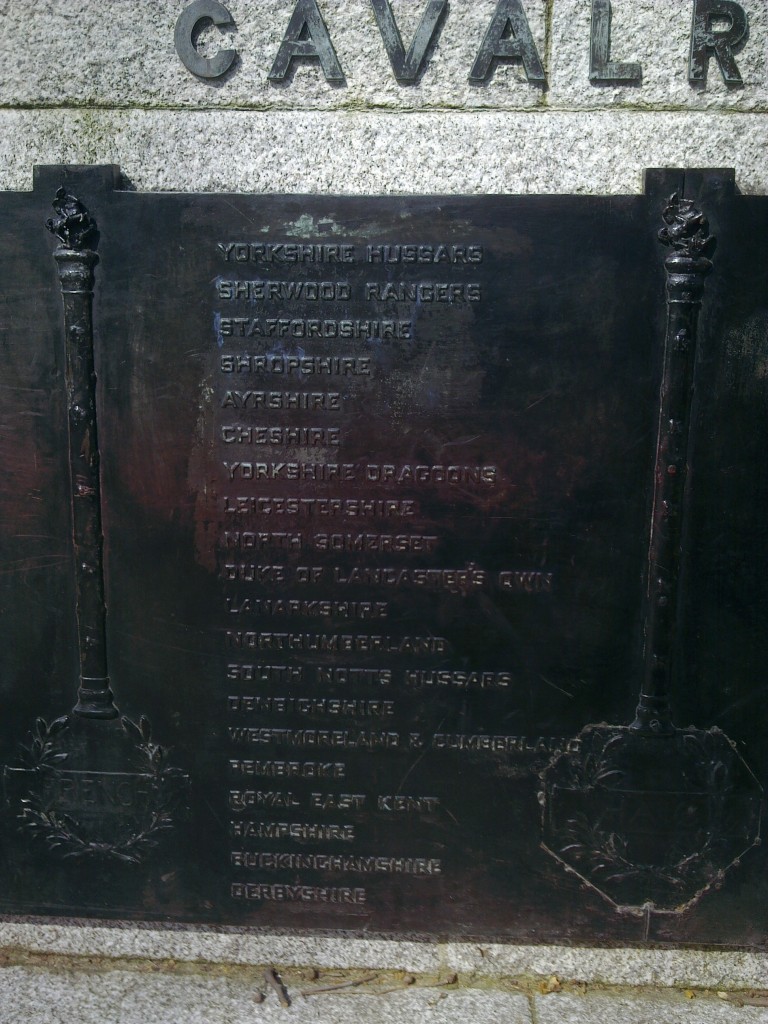 CAVALR
YORKSHIRE HUSSARS
SHERWOOD RANGERS
STAFFORDSHIRE
SHROPSHIRE
AYRSHIRE
CHESHIRE
YORKSHIRE DRAGOONS
LEICESTERSHIRE
NORTH SOMERSET
DUKE OF LANCASTER'S OWN
LANARKSHIRE
NORTHUMBERLAND
SOUTH NOTTS HUSSARS
DENBIGHSHIRE
WESTMORELAND & CUMBERLAND
PEMBROKE
ROYAL EAST KENT
HAMPSHIRE
BUCKINGHAMSHIRE
DERBYSHIRE
FRENCH